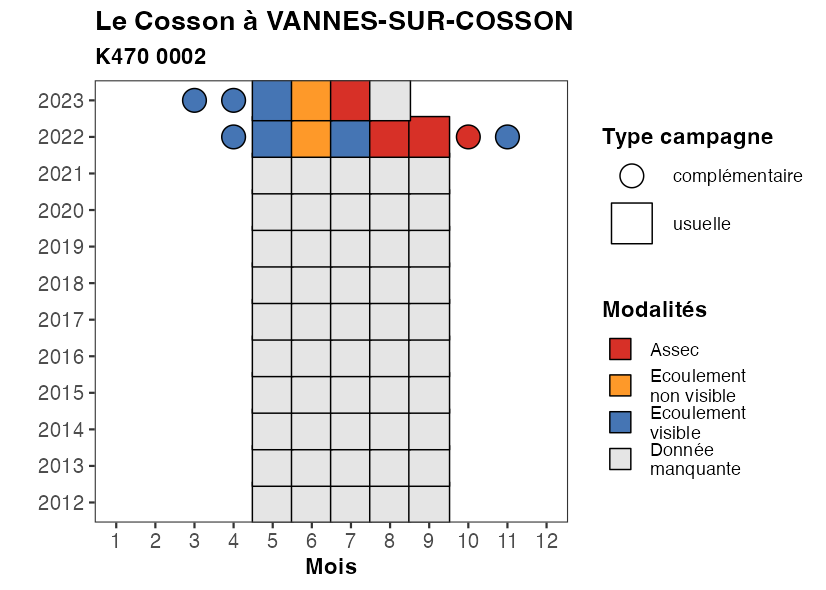 Le Cosson à VANNES-SUR-COSSON
K470 0002
2023
2022
2021
2020
2019
2018
2017
2016
2015
2014
2013
2012
1 2 3 4 5 6 7 8 9 10 11 12
Mois
Type campagne
complémentaire
usuelle
Modalités
Assec
Ecoulement
non visible
Ecoulement
visible
Donnée
manquante